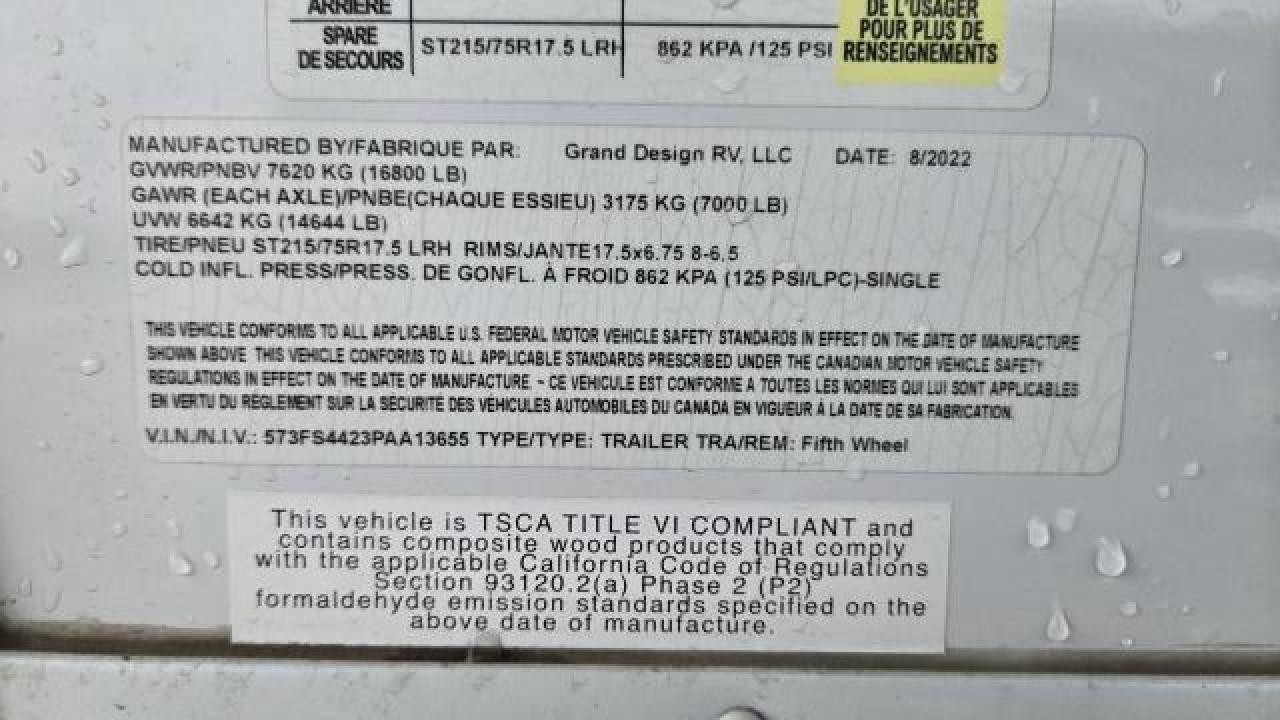 ARRIERE
DE L'USAGER
POUR PLUS DE
RENSEIGNEMENTS
SPARE
DE SECOURS
ST215/75R17.5 LRH
862 KPA /125 PSI
MANUFACTURED BY/FABRIQUE PAR: Grand Design RV, LLC DATE: 8/2022
GVWR/PNBV 7620 KG (16800 LB)
GAWR (EACH AXLE)/PNBE(CHAQUE ESSIEU) 3175 KG (7000 LB)
UVW 6642 KG (14644 LB)
TIRE/PNEU ST215/75R17.5 LRH RIMS/JANTE17.5x6.75 8-6.5
COLD INFL. PRESS/PRESS. DE GONFL. À FROID 862 KPA (125 PSI/LPC)-SINGLE
THIS VEHICLE CONFORMS TO ALL APPLICABLE U.S. FEDERAL MOTOR VEHICLE SAFETY STANDARDS IN EFFECT ON THE DATE OF MANUFACTURE
SHOWN ABOVE THIS VEHICLE CONFORMS TO ALL APPLICABLE STANDARDS PRESCRIBED UNDER THE CANADIAN MOTOR VEHICLE SAFETY
REGULATIONS IN EFFECT ON THE DATE OF MANUFACTURE - CE VEHICULE EST CONFORME A TOUTES LES NORMES QUI LUI SONT APPLICABLES
EN VERTU DU RÈGLEMENT SUR LA SÉCURITÉ DES VÉHICULES AUTOMOBILES DU CANADA EN VIGUEUR À LA DATE DE SA FABRICATION.
V.I.N./N.I.V.: 573FS4423PAA13655 TYPE/TYPE: TRAILER TRA/REM: Fifth Wheel
This vehicle is TSCA TITLE VI COMPLIANT and
contains composite wood products that comply
with the applicable California Code of Regulations
Section 93120.2(a) Phase 2 (P2)
formaldehyde emission standards specified on the
above date of manufacture.